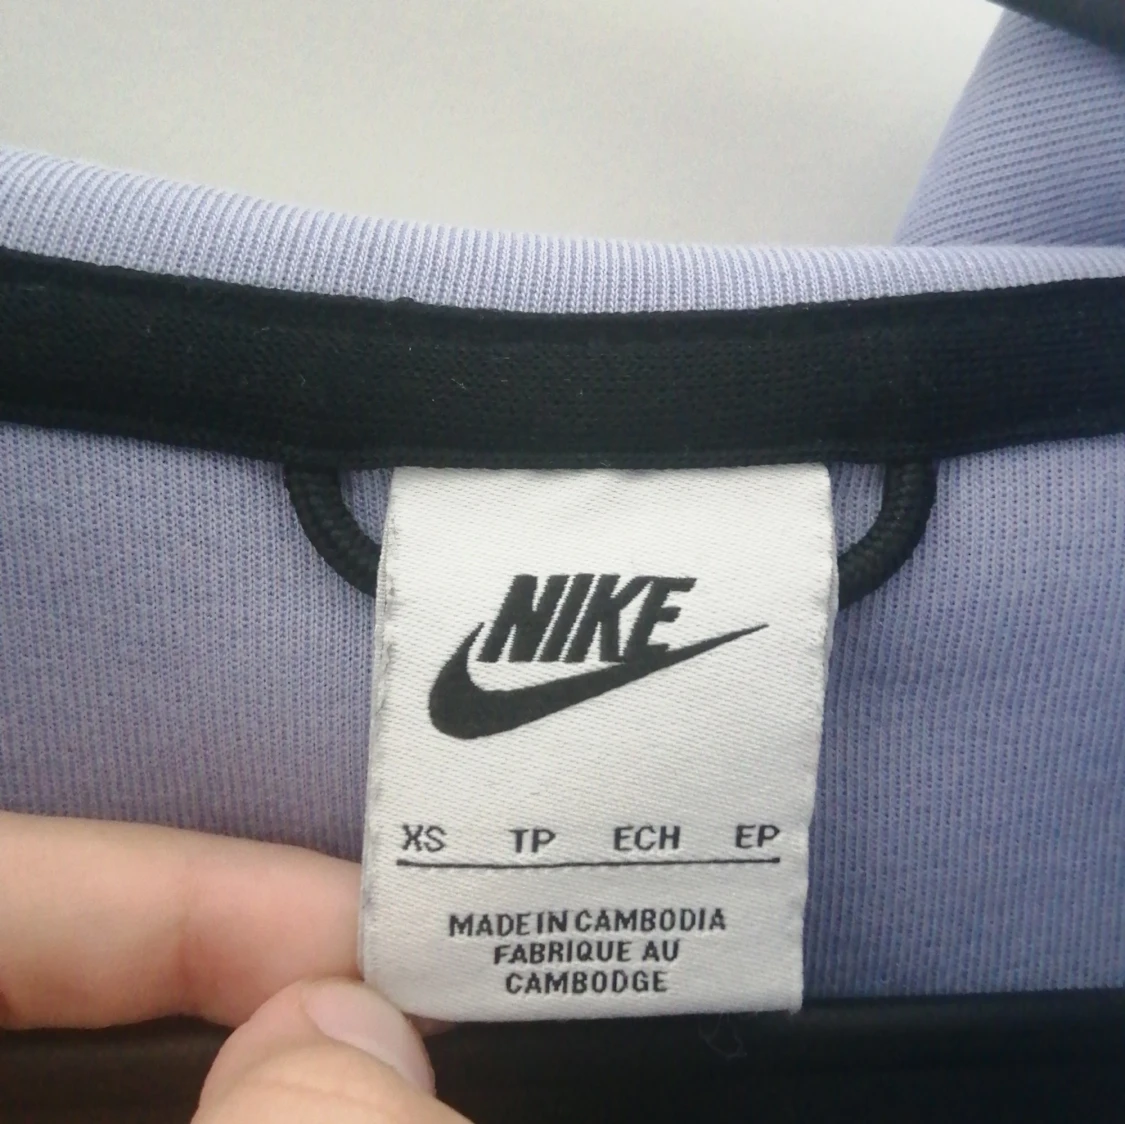 NIKE
XS TP ECH EP
MADE IN CAMBODIA
FABRIQUE AU
CAMBODGE